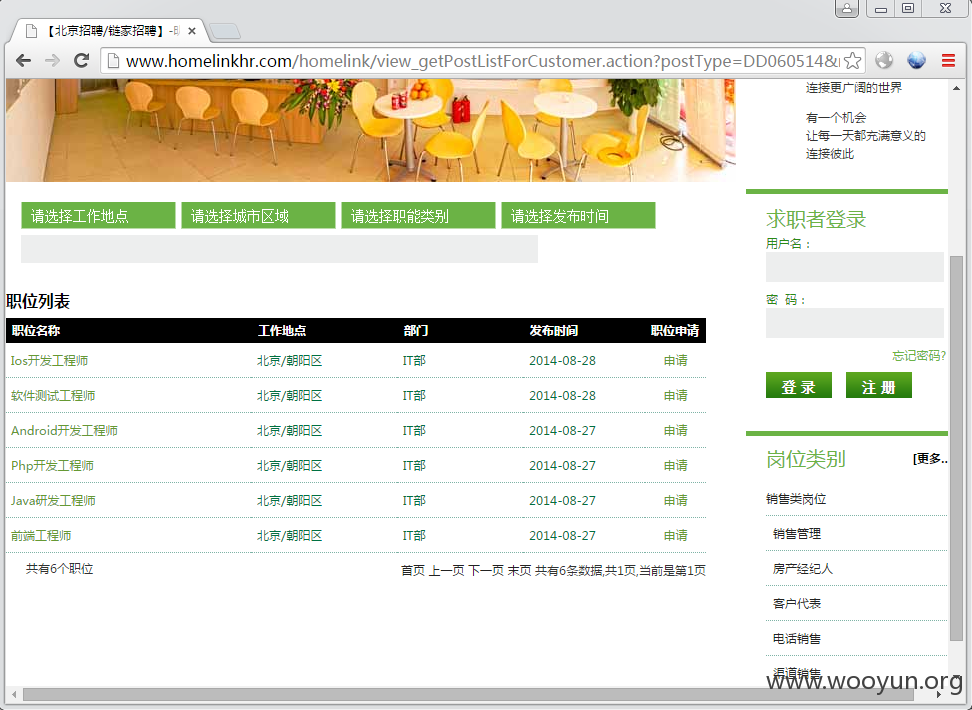 【北京招聘/链家招聘】-
www.homelinkhr.com/homelink/view_getPostListForCustomer.action?postType=DD060514&
连接更广阔的世界
有一个机会
让每一天都充满意义的
连接彼此
请选择工作地点 请选择城市区域 请选择职能类别 请选择发布时间
求职者登录
用户名：
密 码：
忘记密码?
登 录 注 册
职位列表
职位名称 工作地点 部门 发布时间 职位申请
Ios开发工程师 北京/朝阳区 IT部 2014-08-28 申请
软件测试工程师 北京/朝阳区 IT部 2014-08-28 申请
Android开发工程师 北京/朝阳区 IT部 2014-08-27 申请
Php开发工程师 北京/朝阳区 IT部 2014-08-27 申请
Java研发工程师 北京/朝阳区 IT部 2014-08-27 申请
前端工程师 北京/朝阳区 IT部 2014-08-27 申请
共有6个职位 首页 上一页 下一页 末页 共有6条数据,共1页,当前是第1页
岗位类别 [更多..
销售类岗位
销售管理
房产经纪人
客户代表
电话销售
渠道销售
www.wooyun.org